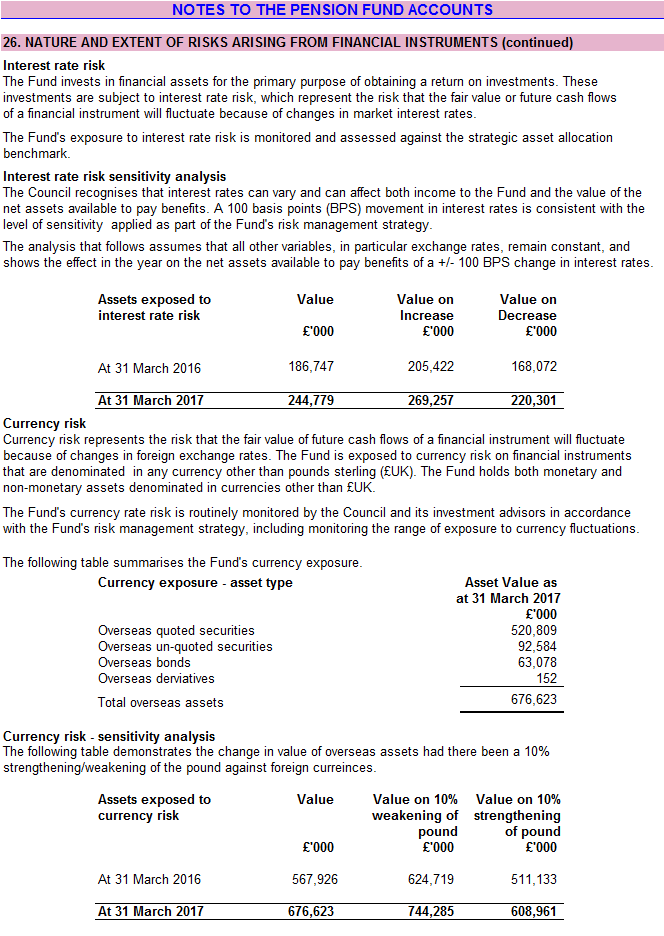 NOTES TO THE PENSION FUND ACCOUNTS
26. NATURE AND EXTENT OF RISKS ARISING FROM FINANCIAL INSTRUMENTS (continued)
Interest rate risk
The Fund invests in financial assets for the primary purpose of obtaining a return on investments. These
investments are subject to interest rate risk, which represent the risk that the fair value or future cash flows
of a financial instrument will fluctuate because of changes in market interest rates.
The Fund's exposure to interest rate risk is monitored and assessed against the strategic asset allocation
benchmark.
Interest rate risk sensitivity analysis
The Council recognises that interest rates can vary and can affect both income to the Fund and the value of the
net assets available to pay benefits. A 100 basis points (BPS) movement in interest rates is consistent with the
level of sensitivity applied as part of the Fund's risk management strategy.
The analysis that follows assumes that all other variables, in particular exchange rates, remain constant, and
shows the effect in the year on the net assets available to pay benefits of a +/- 100 BPS change in interest rates.
Assets exposed to Value Value on Value on
interest rate risk Increase Decrease
£'000 £'000 £'000
At 31 March 2016 186,747 205,422 168,072
At 31 March 2017 244,779 269,257 220,301
Currency risk
Currency risk represents the risk that the fair value of future cash flows of a financial instrument will fluctuate
because of changes in foreign exchange rates. The Fund is exposed to currency risk on financial instruments
that are denominated in any currency other than pounds sterling (£UK). The Fund holds both monetary and
non-monetary assets denominated in currencies other than £UK.
The Fund's currency rate risk is routinely monitored by the Council and its investment advisors in accordance
with the Fund's risk management strategy, including monitoring the range of exposure to currency fluctuations.
The following table summarises the Fund's currency exposure.
Currency exposure - asset type Asset Value as
at 31 March 2017
£'000
Overseas quoted securities 520,809
Overseas un-quoted securities 92,584
Overseas bonds 63,078
Overseas derviatives 152
Total overseas assets 676,623
Currency risk - sensitivity analysis
The following table demonstrates the change in value of overseas assets had there been a 10%
strengthening/weakening of the pound against foreign curreinces.
Assets exposed to Value Value on 10% Value on 10%
currency risk weakening of strengthening
pound of pound
£'000 £'000 £'000
At 31 March 2016 567,926 624,719 511,133
At 31 March 2017 676,623 744,285 608,961